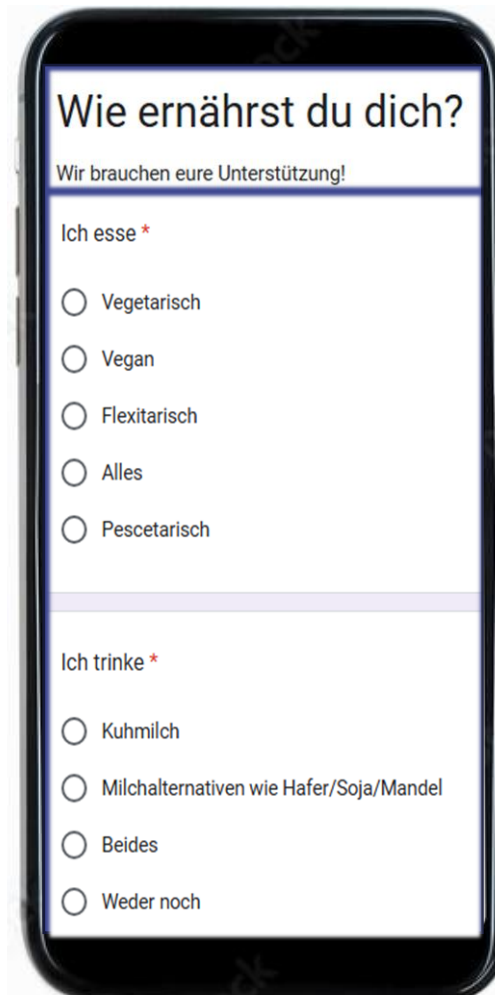 Wie ernährst du dich?
Wir brauchen eure Unterstützung!
Ich esse *
Vegetarisch
Vegan
Flexitarisch
Alles
Pescetarisch
Ich trinke *
Kuhmilch
Milchalternativen wie Hafer/Soja/Mandel
Beides
Weder noch